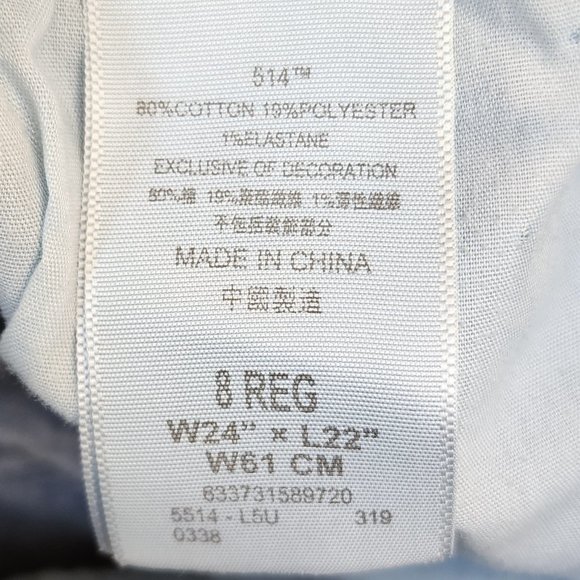 514™
80%COTTON 19%POLYESTER
1%ELASTANE
EXCLUSIVE OF DECORATION
80%棉 19%聚酯纖維 1%彈性纖維
不包括裝飾部分
MADE IN CHINA
中國製造
8 REG
W24” × L22”
W61 CM
633731589720
5514 - L5U 319
0338